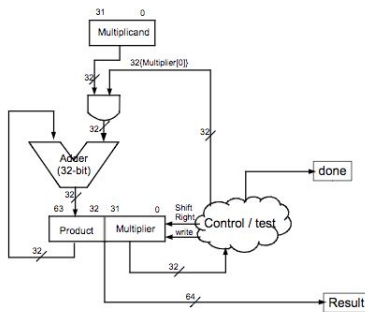 31 0
Multiplicand
32{Multiplier[0]}
32
32
32
Adder
(32-bit)
done
32
63 32 31 0
Shift
Right
Control / test
Product Multiplier
write
32
32
64
Result